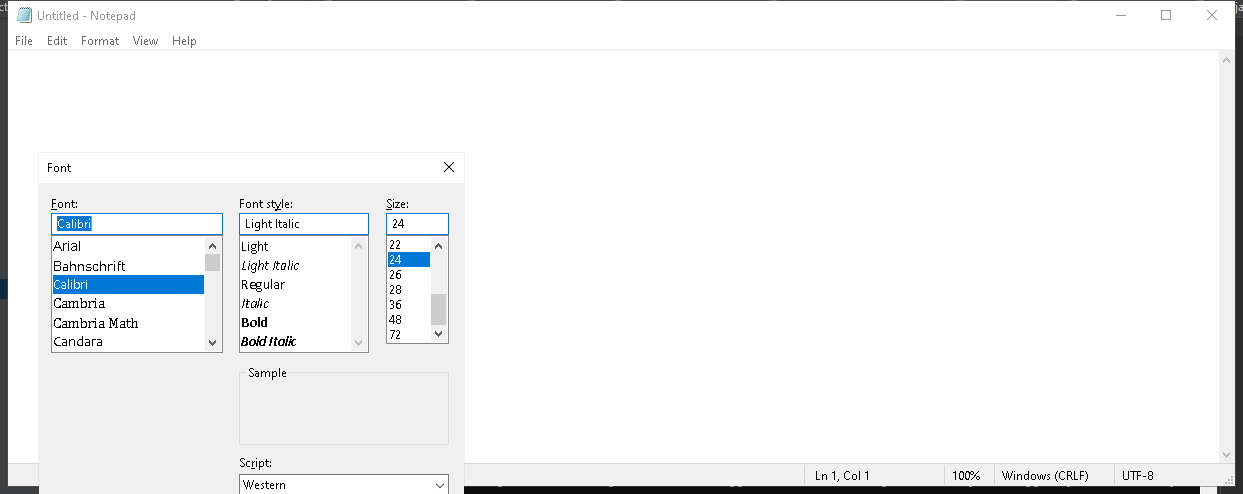 Untitled - Notepad
File Edit Format View Help
Font
Font: Font style: Size:
Calibri Light Italic 24
Arial Light 22
Bahnschrift Light Italic 24
Calibri Regular 26
Cambria Italic 28
Cambria Math Bold 36
Candara Bold Italic 48
72
Sample
Script:
Western
Ln 1, Col 1 100% Windows (CRLF) UTF-8